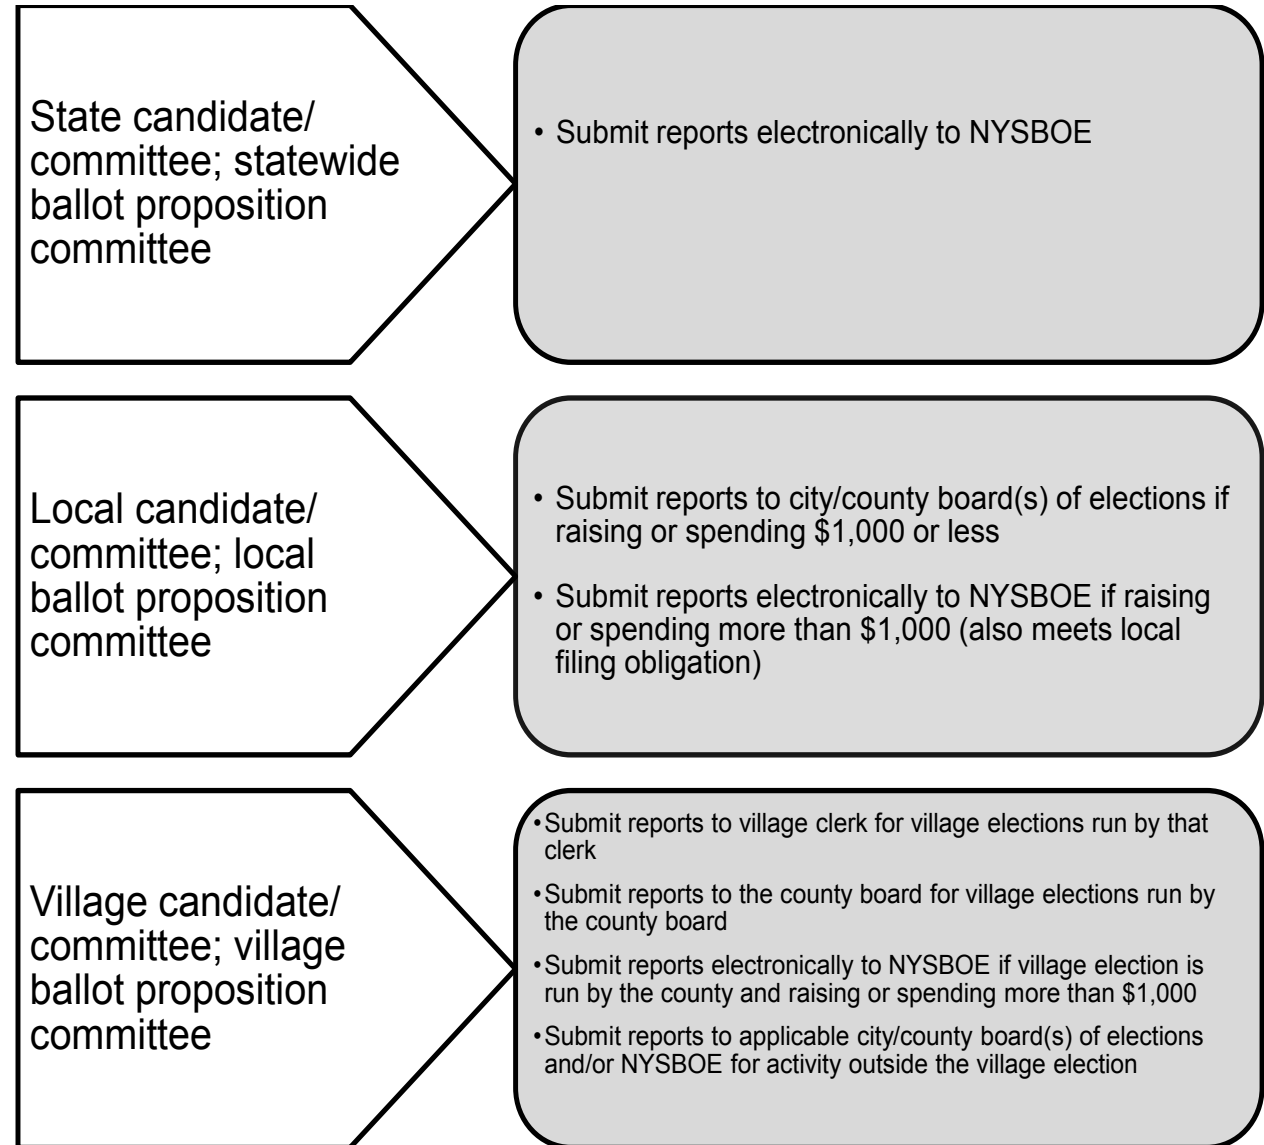 State candidate/
committee; statewide
ballot proposition
committee
• Submit reports electronically to NYSBOE
Local candidate/
committee; local
ballot proposition
committee
• Submit reports to city/county board(s) of elections if
raising or spending $1,000 or less
• Submit reports electronically to NYSBOE if raising
or spending more than $1,000 (also meets local
filing obligation)
Village candidate/
committee; village
ballot proposition
committee
• Submit reports to village clerk for village elections run by that
clerk
• Submit reports to the county board for village elections run by
the county board
• Submit reports electronically to NYSBOE if village election is
run by the county and raising or spending more than $1,000
• Submit reports to applicable city/county board(s) of elections
and/or NYSBOE for activity outside the village election